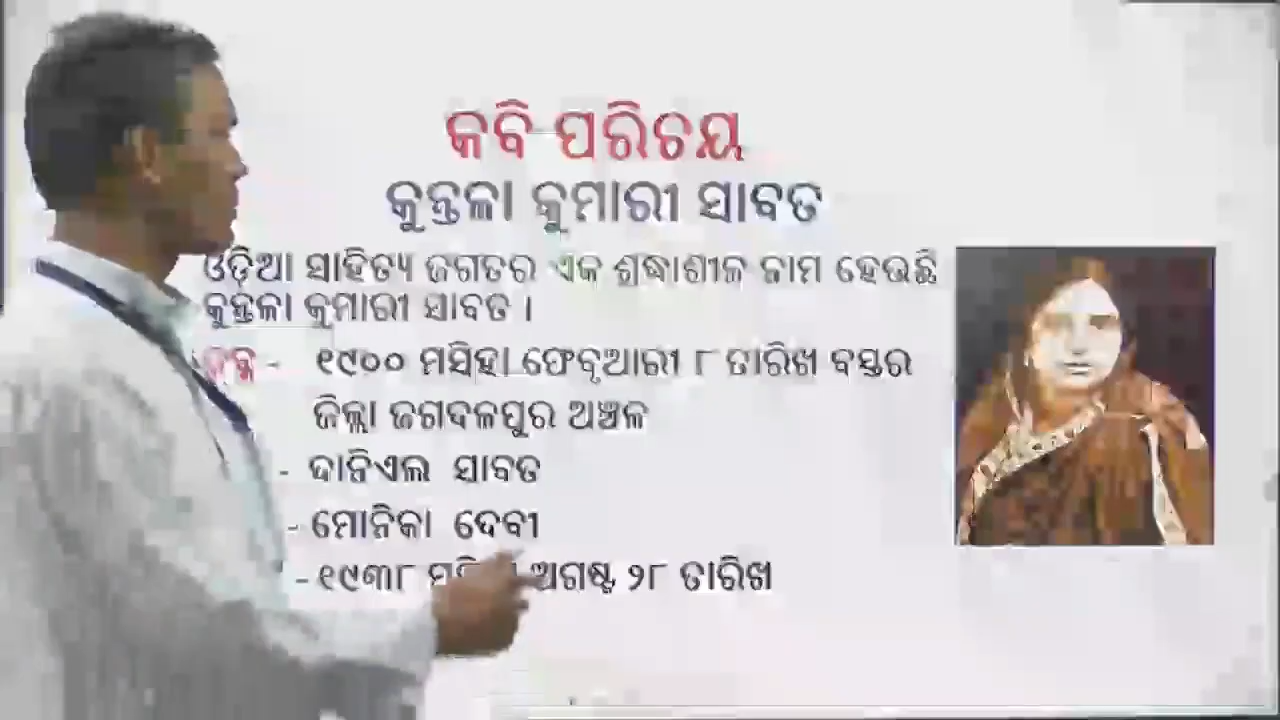 କବି ପରିଚୟ
କୁନ୍ତଳା କୁମାରୀ ସାବତ
ଓଡ଼ିଆ ସାହିତ୍ୟ ଜଗତର ଏକ ଶ୍ରଦ୍ଧାଶୀଳ ନାମ ହେଉଛି
କୁନ୍ତଳା କୁମାରୀ ସାବତ ।
ଜନ୍ମ - ୧୯୦୦ ମସିହା ଫେବୃଆରୀ ୮ ତାରିଖ ବସ୍ତର
ଜିଲ୍ଲା ଜଗଦଳପୁର ଅଞ୍ଚଳ
- ଦାନିଏଲ ସାବତ
- ମୋନିକା ଦେବୀ
- ୧୯୩୮ ଅଗଷ୍ଟ ୨୮ ତାରିଖ